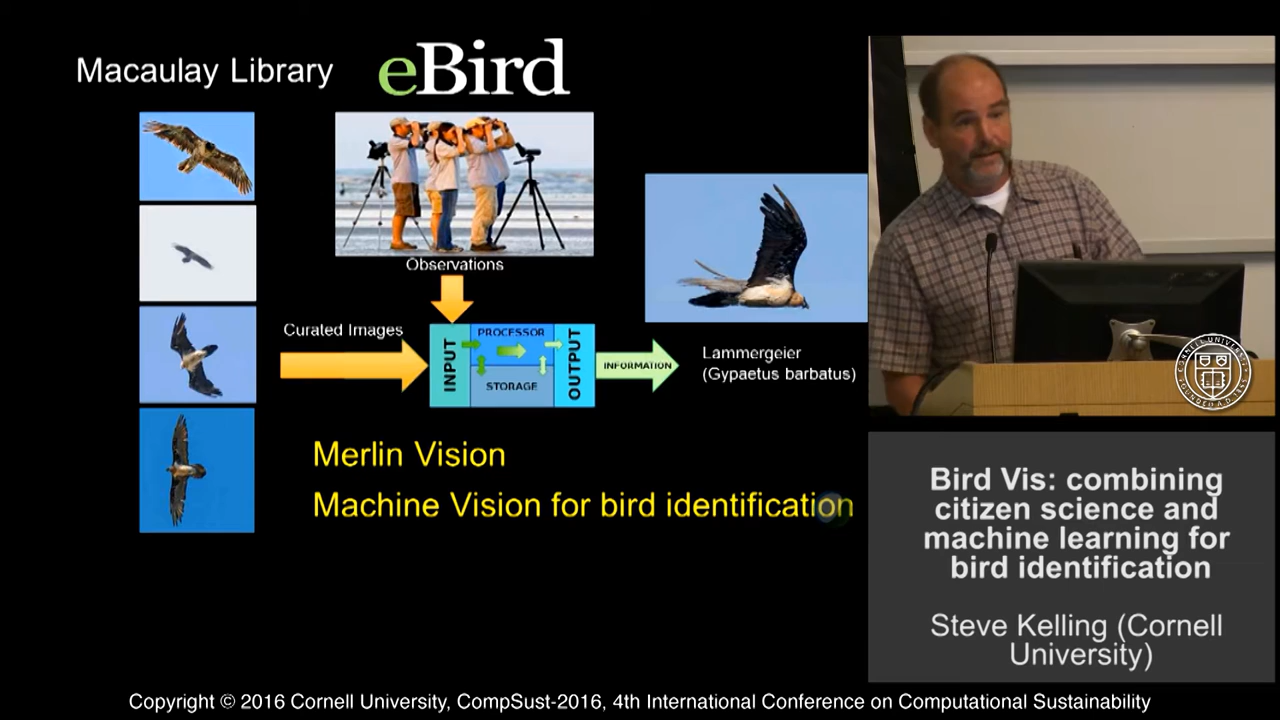 Macaulay Library
eBird
Observations
Curated Images
INPUT
PROCESSOR
STORAGE
OUTPUT
INFORMATION
Lammergeier
(Gypaetus barbatus)
Merlin Vision
Machine Vision for bird identification
Bird Vis: combining
citizen science and
machine learning for
bird identification
Steve Kelling (Cornell
University)
Copyright © 2016 Cornell University, CompSust-2016, 4th International Conference on Computational Sustainability